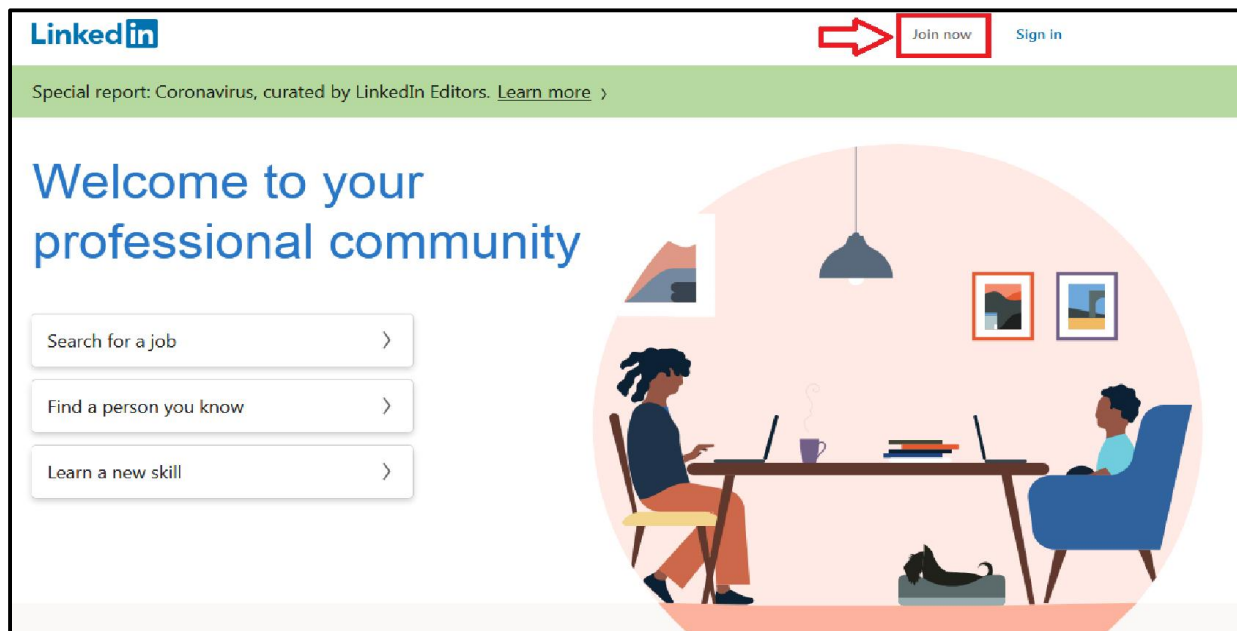 LinkedIn
Join now
Sign in
Special report: Coronavirus, curated by LinkedIn Editors. Learn more
Welcome to your
professional community
Search for a job
Find a person you know
Learn a new skill